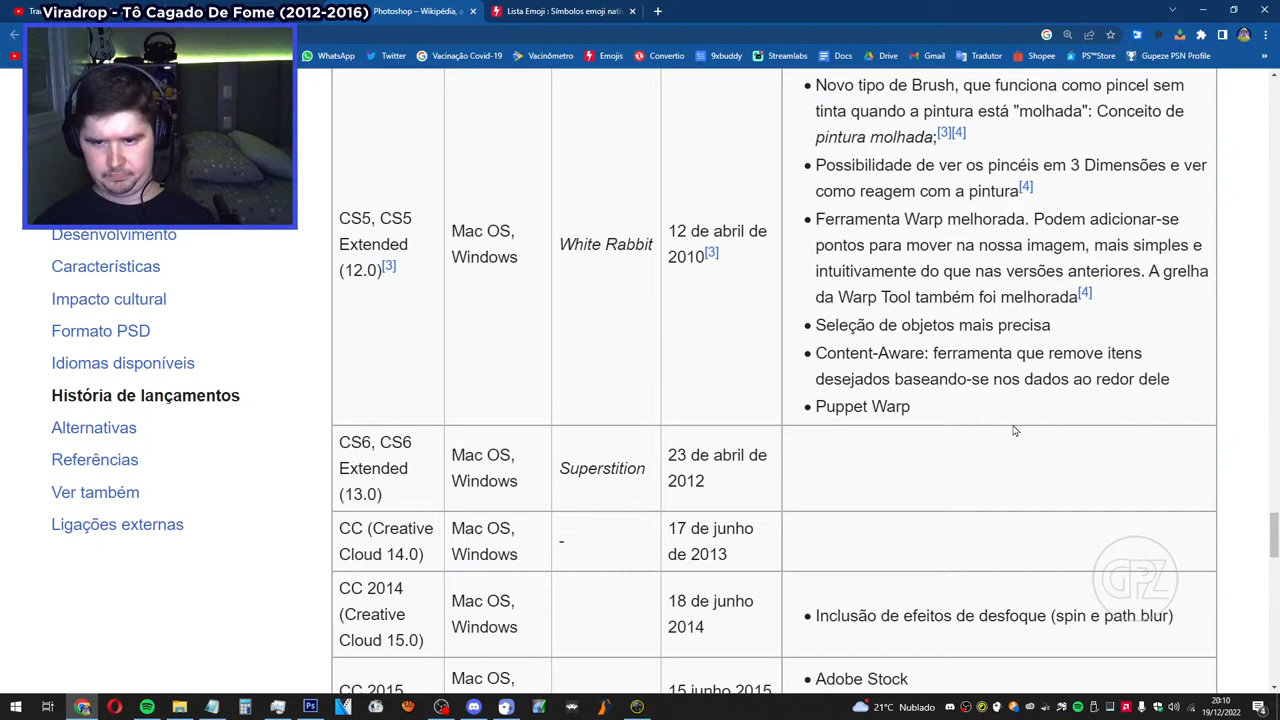 Viradrop - Tô Cagado De Fome (2012-2016)
Photoshop – Wikipédia, a
Lista Emoji: Símbolos emoji nati
WhatsApp
Twitter
Vacinação Covid-19
Vacinômetro
Emojis
Convertio
9xbuddy
Streamlabs
Docs
Drive
Gmail
Tradutor
Shopee
PS™Store
Gupeze PSN Profile
»
Desenvolvimento
Características
Impacto cultural
Formato PSD
Idiomas disponíveis
História de lançamentos
Alternativas
Referências
Ver também
Ligações externas
CS5, CS5
Extended
(12.0)[3]
Mac OS,
Windows
White Rabbit
12 de abril de
2010[3]
• Novo tipo de Brush, que funciona como pincel sem
tinta quando a pintura está "molhada": Conceito de
pintura molhada;[3][4]
• Possibilidade de ver os pincéis em 3 Dimensões e ver
como reagem com a pintura[4]
• Ferramenta Warp melhorada. Podem adicionar-se
pontos para mover na nossa imagem, mais simples e
intuitivamente do que nas versões anteriores. A grelha
da Warp Tool também foi melhorada[4]
• Seleção de objetos mais precisa
• Content-Aware: ferramenta que remove itens
desejados baseando-se nos dados ao redor dele
• Puppet Warp
CS6, CS6
Extended
(13.0)
Mac OS,
Windows
Superstition
23 de abril de
2012
CC (Creative
Cloud 14.0)
Mac OS,
Windows
-
17 de junho
de 2013
CC 2014
(Creative
Cloud 15.0)
Mac OS,
Windows
18 de junho
2014
• Inclusão de efeitos de desfoque (spin e path blur)
CC 2015
Mac OS,
15 junho 2015
• Adobe Stock
GPZ
21°C Nublado
20:10
19/12/2022